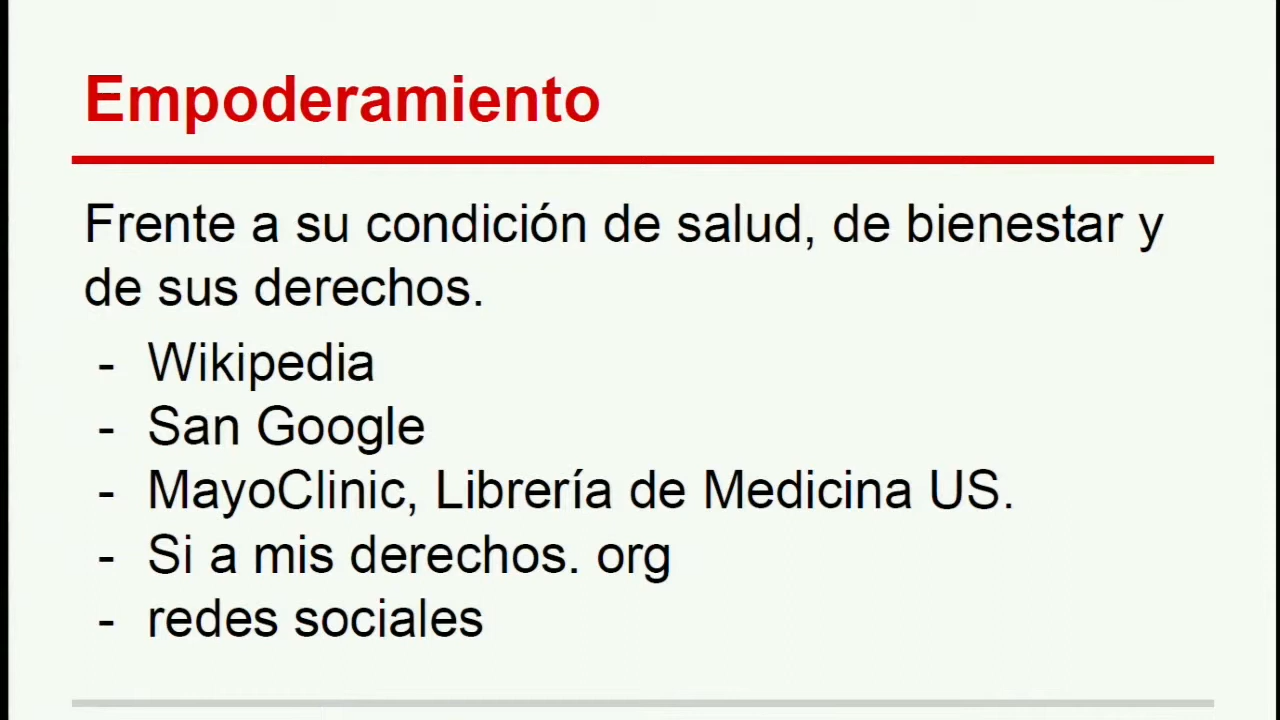 Empoderamiento
Frente a su condición de salud, de bienestar y
de sus derechos.
- Wikipedia
- San Google
- MayoClinic, Librería de Medicina US.
- Si a mis derechos. org
- redes sociales